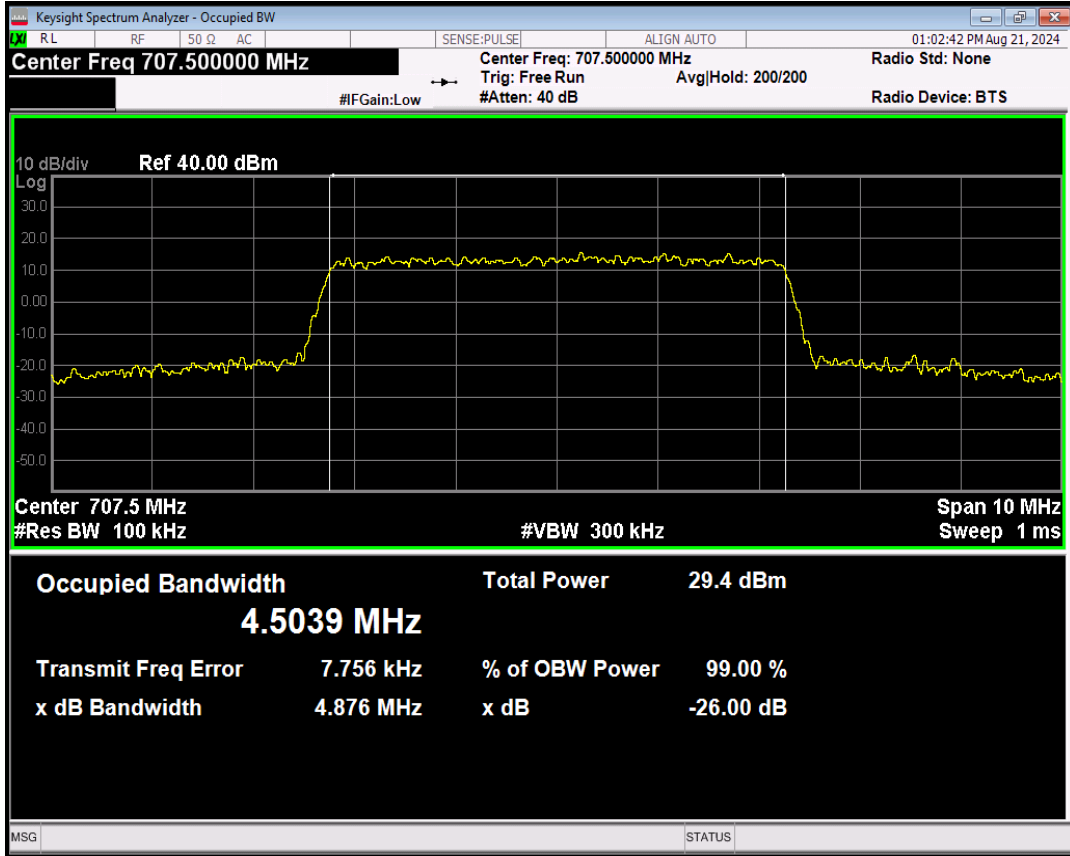 Keysight Spectrum Analyzer - Occupied BW
LXI RL RF 50 Ω AC SENSE:PULSE ALIGN AUTO 01:02:42 PM Aug 21, 2024
Center Freq 707.500000 MHz Center Freq: 707.500000 MHz Radio Std: None
Trig: Free Run Avg|Hold: 200/200
#IFGain:Low #Atten: 40 dB Radio Device: BTS
10 dB/div Ref 40.00 dBm
Log
30.0
20.0
10.0
0.00
-10.0
-20.0
-30.0
-40.0
-50.0
Center 707.5 MHz Span 10 MHz
#Res BW 100 kHz #VBW 300 kHz Sweep 1 ms
Occupied Bandwidth Total Power 29.4 dBm
4.5039 MHz
Transmit Freq Error 7.756 kHz % of OBW Power 99.00 %
x dB Bandwidth 4.876 MHz x dB -26.00 dB
MSG STATUS